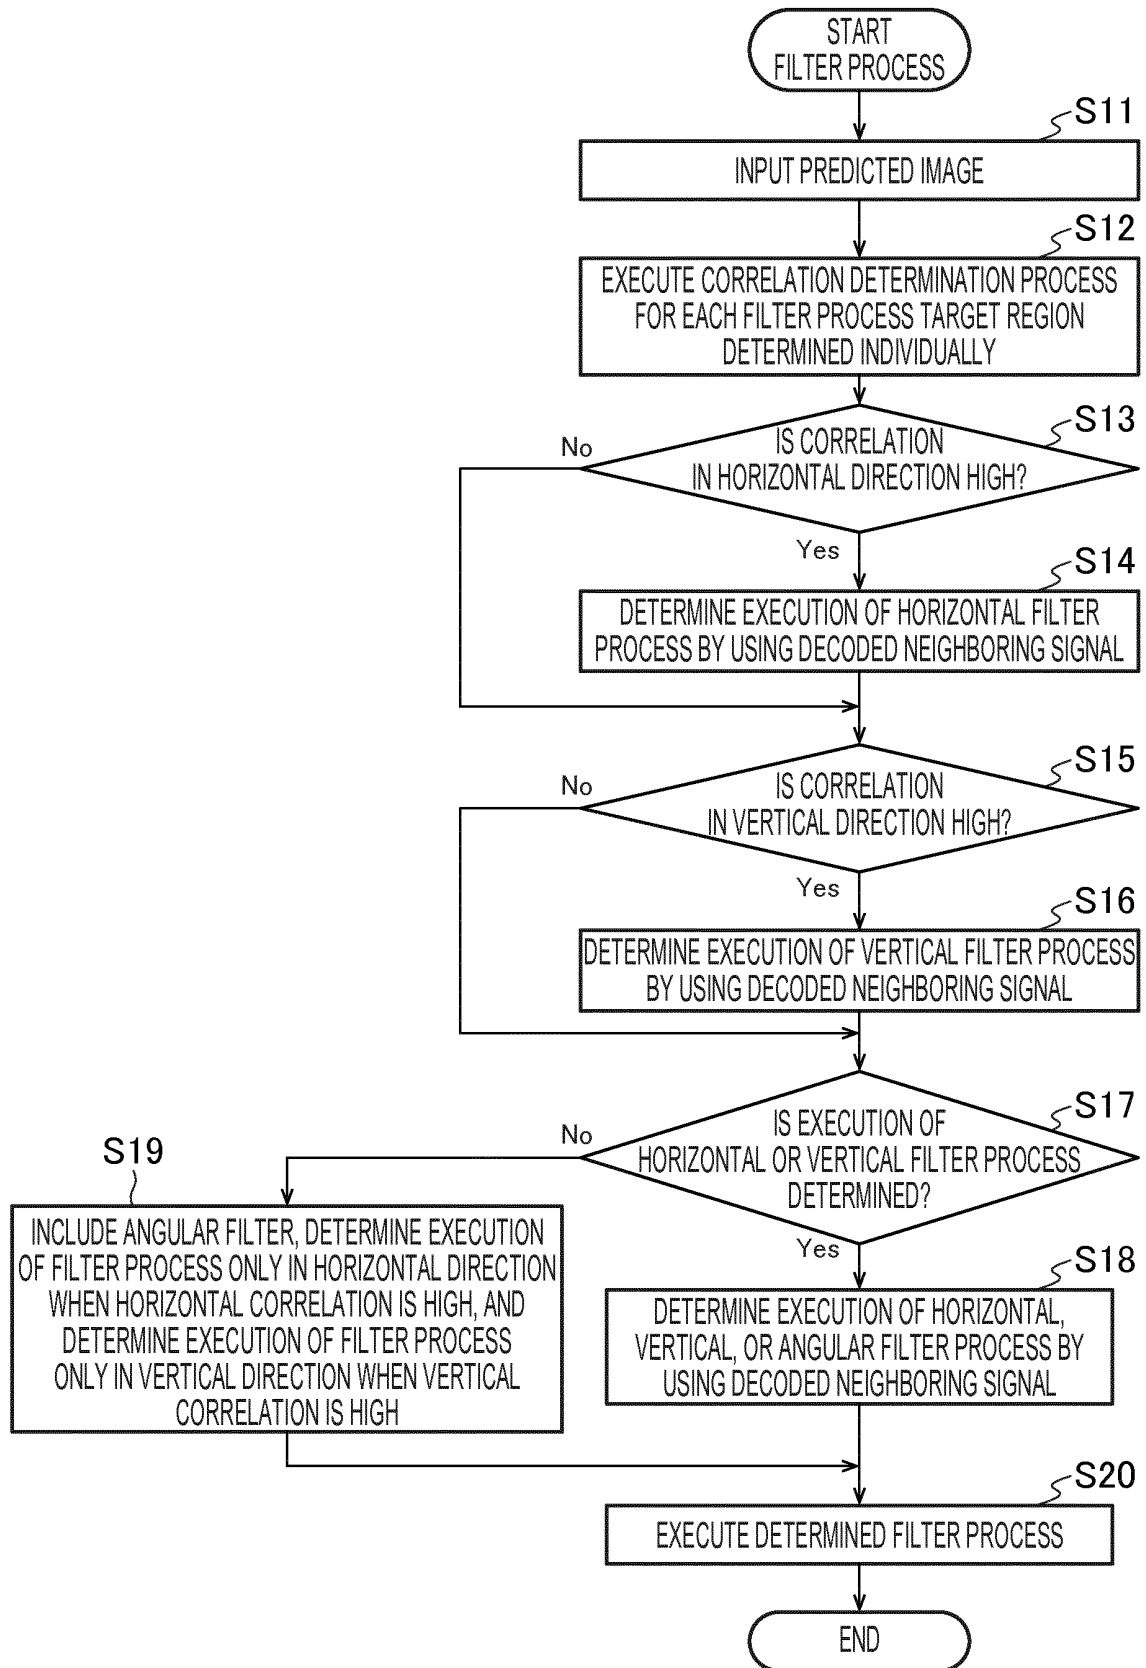 START
FILTER PROCESS
S11
INPUT PREDICTED IMAGE
S12
EXECUTE CORRELATION DETERMINATION PROCESS
FOR EACH FILTER PROCESS TARGET REGION
DETERMINED INDIVIDUALLY
S13
IS CORRELATION
IN HORIZONTAL DIRECTION HIGH?
No
Yes
S14
DETERMINE EXECUTION OF HORIZONTAL FILTER
PROCESS BY USING DECODED NEIGHBORING SIGNAL
S15
IS CORRELATION
IN VERTICAL DIRECTION HIGH?
No
Yes
S16
DETERMINE EXECUTION OF VERTICAL FILTER PROCESS
BY USING DECODED NEIGHBORING SIGNAL
S17
IS EXECUTION OF
HORIZONTAL OR VERTICAL FILTER PROCESS
DETERMINED?
No
Yes
S19
INCLUDE ANGULAR FILTER, DETERMINE EXECUTION
OF FILTER PROCESS ONLY IN HORIZONTAL DIRECTION
WHEN HORIZONTAL CORRELATION IS HIGH, AND
DETERMINE EXECUTION OF FILTER PROCESS
ONLY IN VERTICAL DIRECTION WHEN VERTICAL
CORRELATION IS HIGH
S18
DETERMINE EXECUTION OF HORIZONTAL,
VERTICAL, OR ANGULAR FILTER PROCESS BY
USING DECODED NEIGHBORING SIGNAL
S20
EXECUTE DETERMINED FILTER PROCESS
END